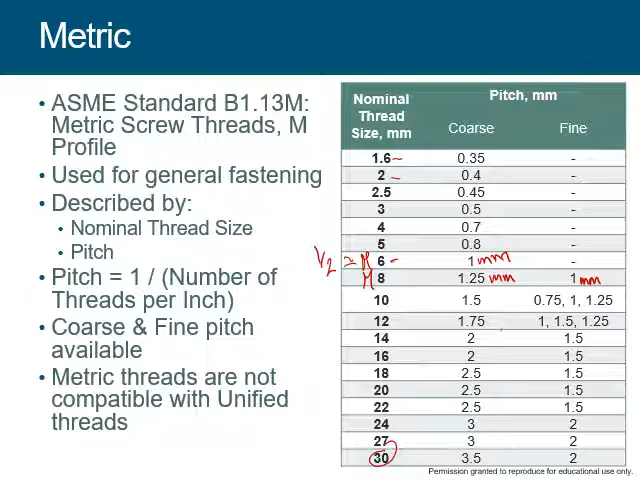 Metric
• ASME Standard B1.13M:
Metric Screw Threads, M
Profile
• Used for general fastening
• Described by:
• Nominal Thread Size
• Pitch
• Pitch = 1 / (Number of
Threads per Inch)
• Coarse & Fine pitch
available
• Metric threads are not
compatible with Unified
threads
Nominal Thread Size, mm Pitch, mm
Coarse Fine
1.6 0.35 -
2 0.4 -
2.5 0.45 -
3 0.5 -
4 0.7 -
5 0.8 -
6 1 mm -
M 8 1.25 mm 1 mm
10 1.5 0.75, 1, 1.25
12 1.75 1, 1.5, 1.25
14 2 1.5
16 2 1.5
18 2.5 1.5
20 2.5 1.5
22 2.5 1.5
24 3 2
27 3 2
30 3.5 2
Permission granted to reproduce for educational use only.